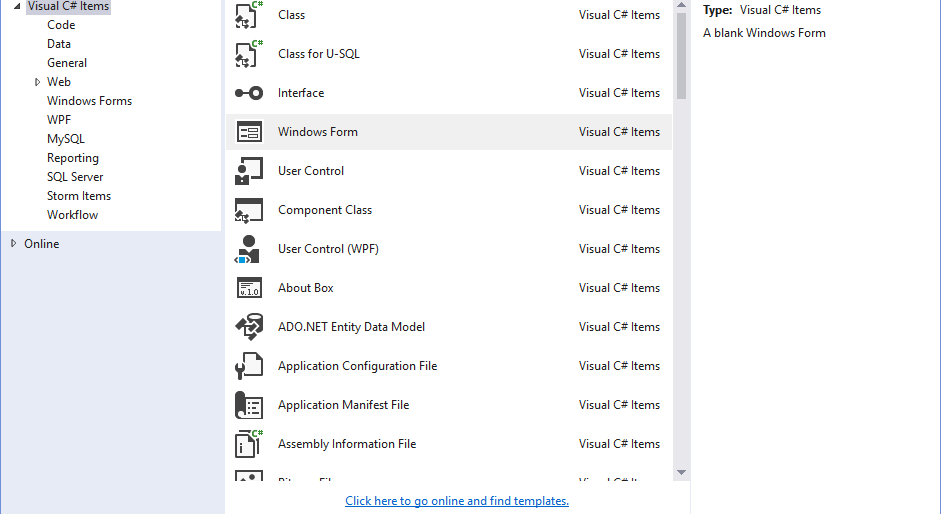 Visual C# Items
Code
Data
General
Web
Windows Forms
WPF
MySQL
Reporting
SQL Server
Storm Items
Workflow
Online
C#
Class Visual C# Items
C#
Class for U-SQL Visual C# Items
Interface Visual C# Items
Windows Form Visual C# Items
User Control Visual C# Items
Component Class Visual C# Items
User Control (WPF) Visual C# Items
v.1.0
About Box Visual C# Items
ADO.NET Entity Data Model Visual C# Items
Application Configuration File Visual C# Items
Application Manifest File Visual C# Items
C#
Assembly Information File Visual C# Items
Click here to go online and find templates.
Type: Visual C# Items
A blank Windows Form